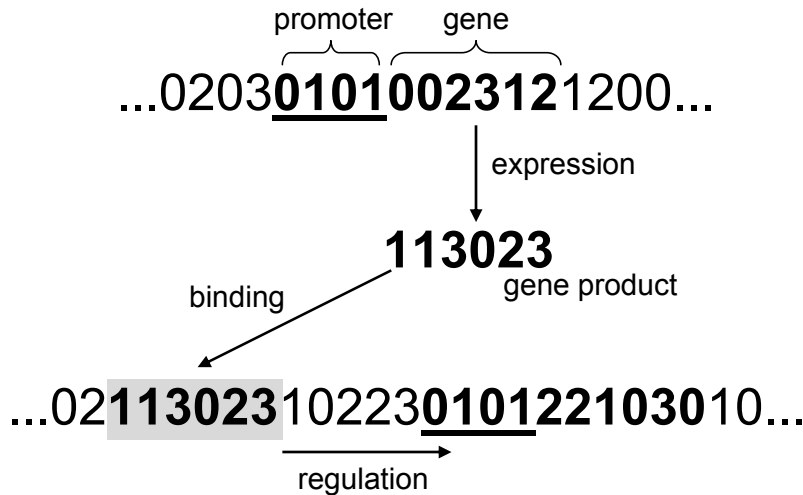 promoter gene
...020301010023121200...
expression
113023
gene product
binding
...0211302310223010122103010...
regulation